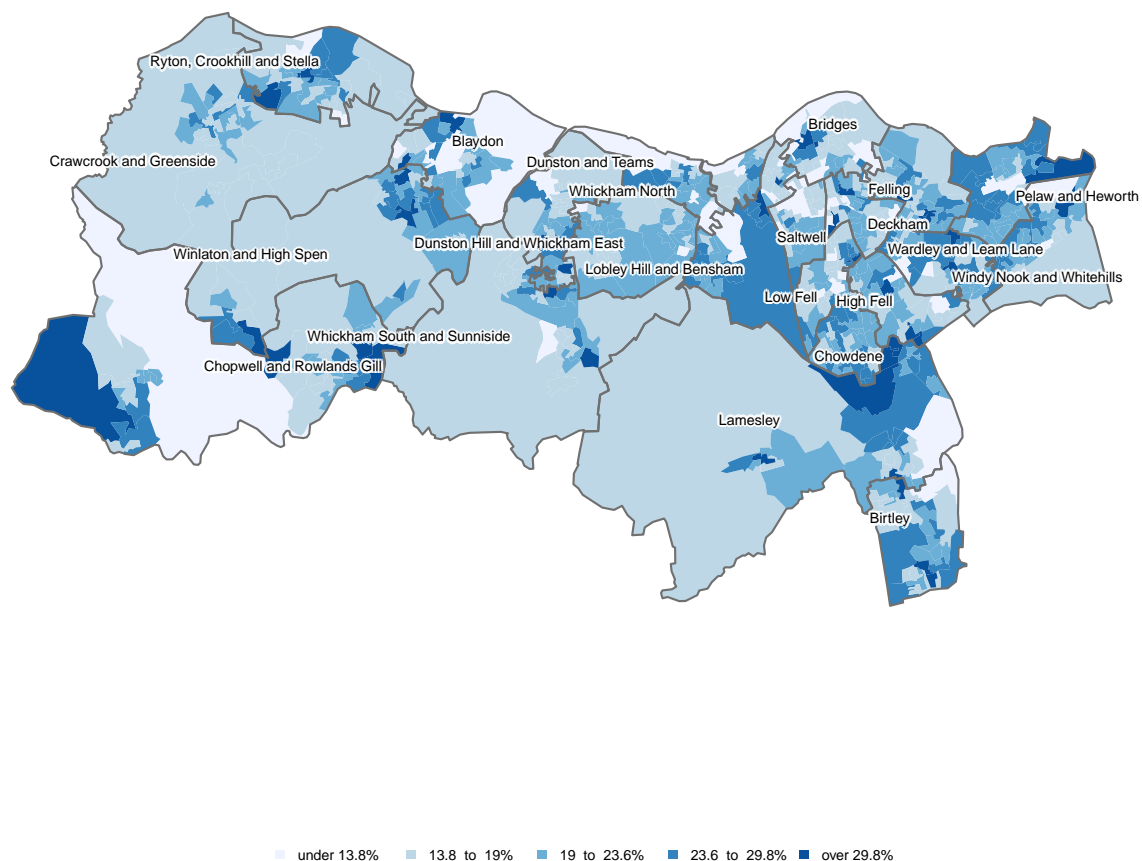 Ryton, Crookhill and Stella
Bridges
Blaydon
Crawcrook and Greenside
Dunston and Teams
Whickham North
Felling
Pelaw and Heworth
Deckham
Saltwell
Dunston Hill and Whickham East
Wardley and Leam Lane
Winlaton and High Spen
Lobley Hill and Bensham
Windy Nook and Whitehills
Low Fell
High Fell
Whickham South and Sunniside
Chowdene
Chopwell and Rowlands Gill
Lamesley
Birtley
under 13.8%
13.8 to 19%
19 to 23.6%
23.6 to 29.8%
over 29.8%